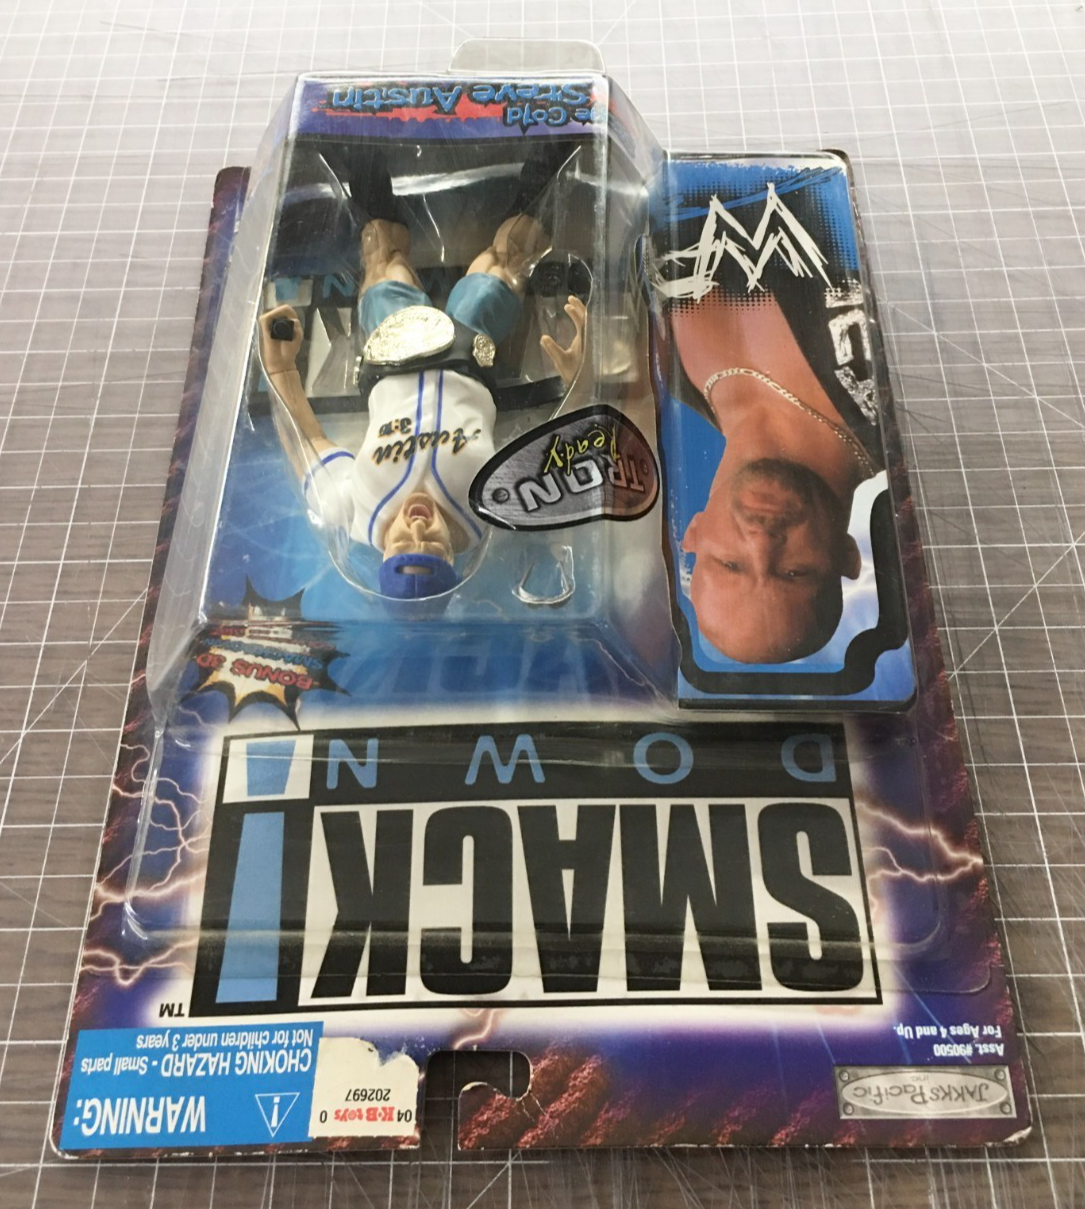 JAKKS Pacific
INC.
Asst. #90500
For Ages 4 and Up.
04 K·B toys 0
202697
WARNING:
CHOKING HAZARD - Small parts
Not for children under 3 years
SMACK!
DOWN
TM
BONUS 3D
TRON
Ready
Austin
3:16
W
Steve Austin